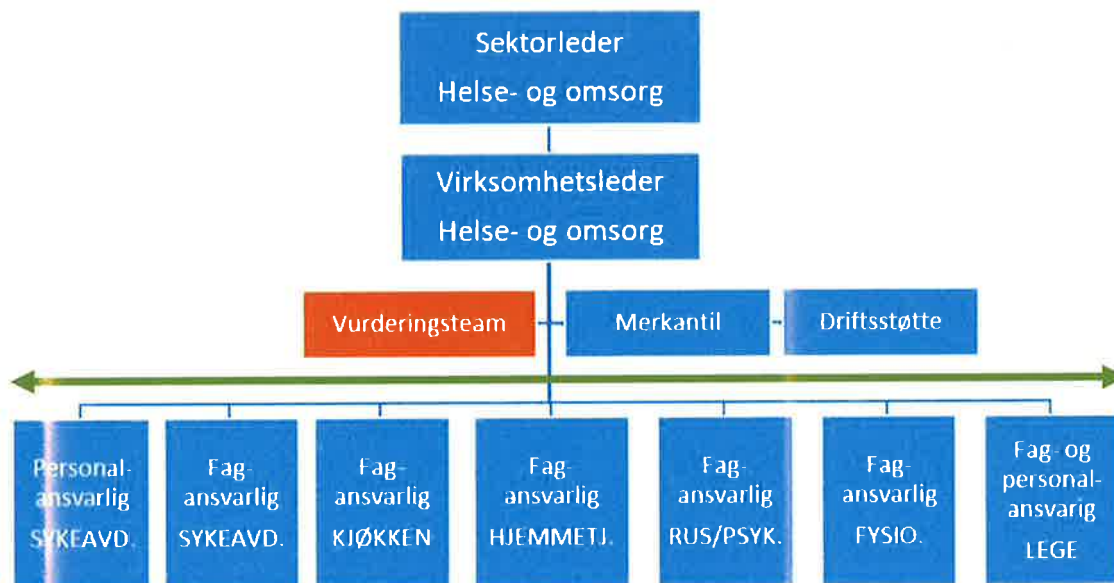 Sektorleder
Helse- og omsorg
Virksomhetsleder
Helse- og omsorg
Vurderingsteam
Merkantil
Driftsstøtte
Personal-
ansvarlig
SYKEAVD.
Fag-
ansvarlig
SYKEAVD.
Fag-
ansvarlig
KJØKKEN
Fag-
ansvarlig
HJEMMETJ.
Fag-
ansvarlig
RUS/PSYK.
Fag-
ansvarlig
FYSIO.
Fag- og
personal-
ansvarig
LEGE